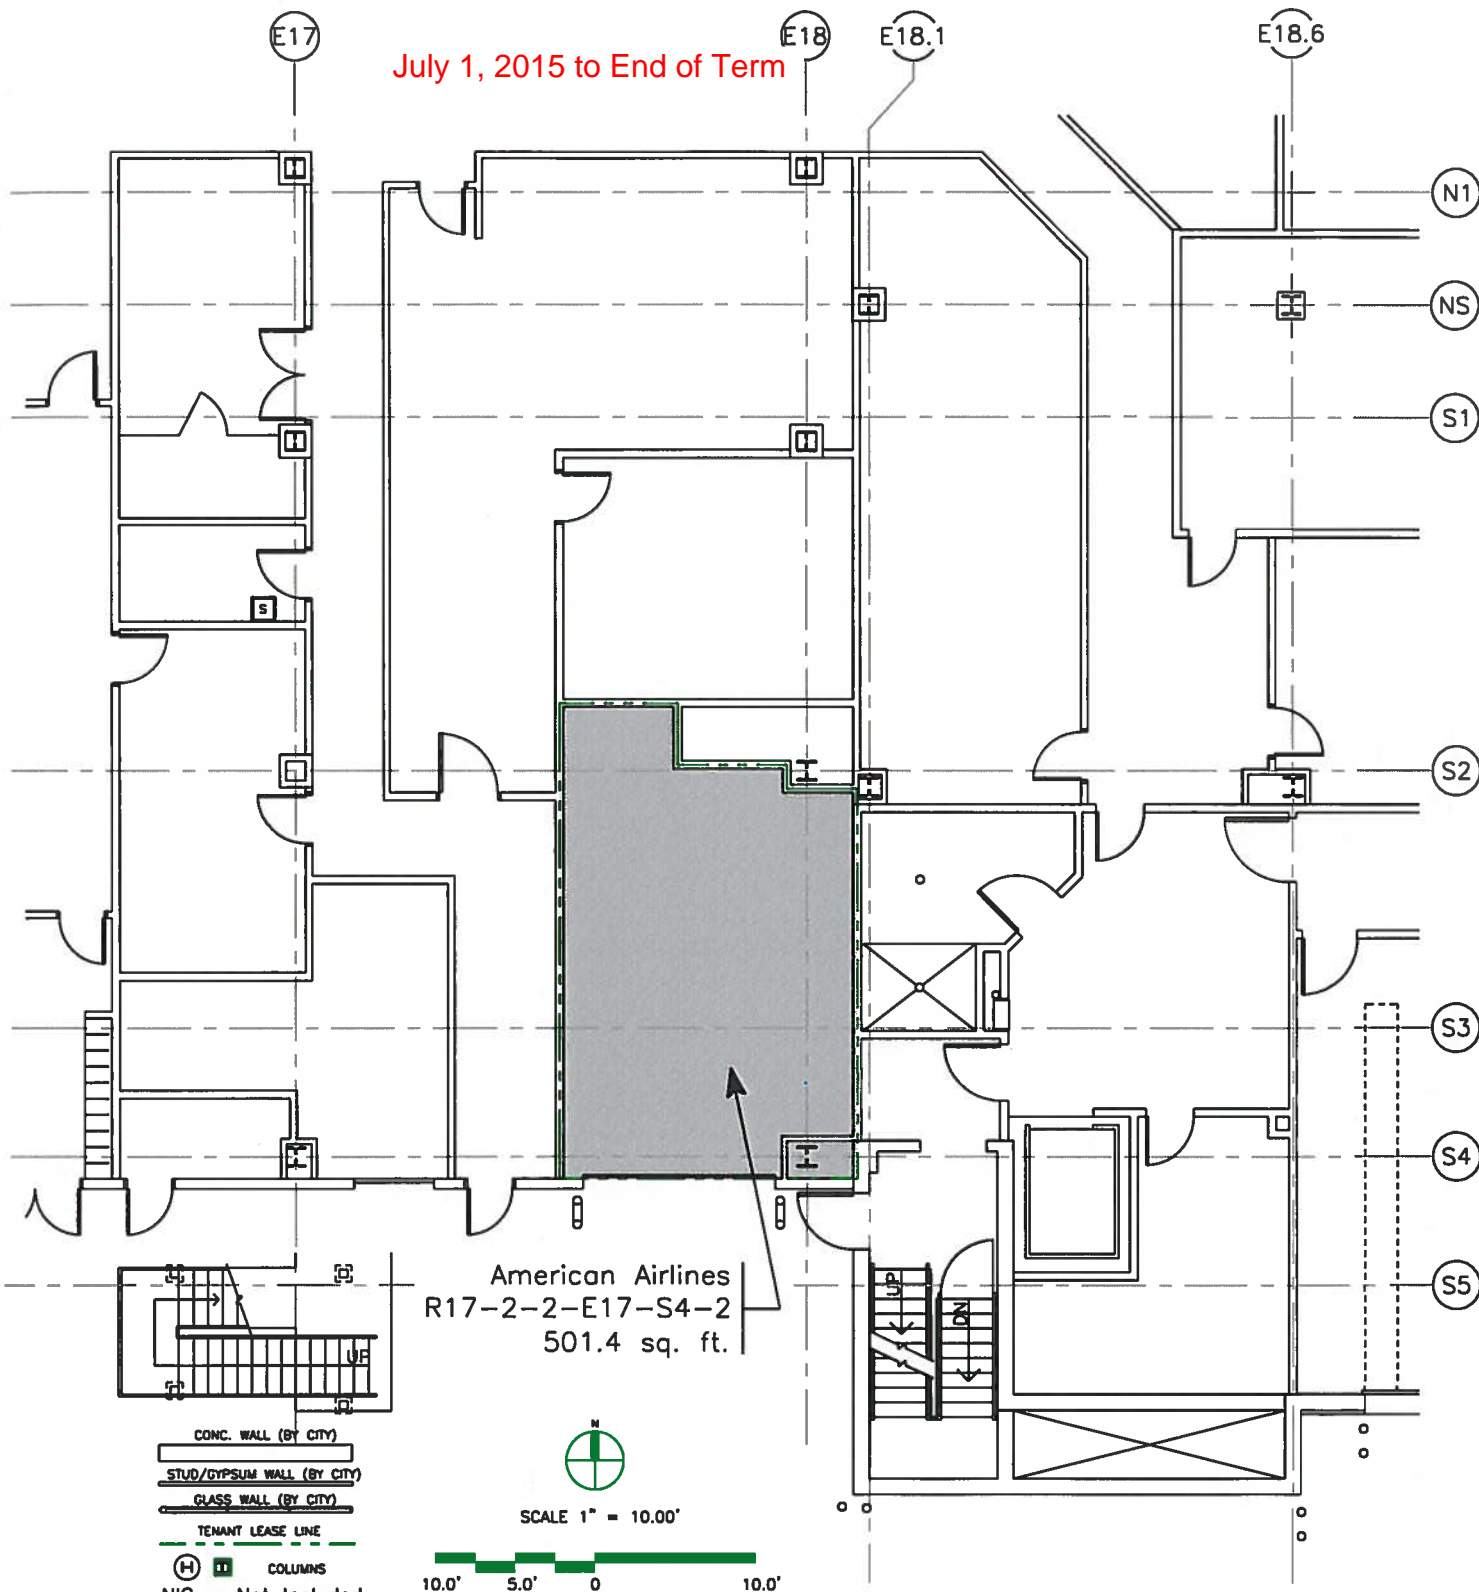 E17
E18
E18.1
E18.6
July 1, 2015 to End of Term
N1
NS
S1
S
S2
S3
S4
S5
American Airlines
R17-2-2-E17-S4-2
501.4 sq. ft.
UP
DN
UP
CONC. WALL (BY CITY)
STUD/GYPSUM WALL (BY CITY)
GLASS WALL (BY CITY)
TENANT LEASE LINE
H COLUMNS
N
SCALE 1" = 10.00'
10.0' 5.0' 0 10.0'